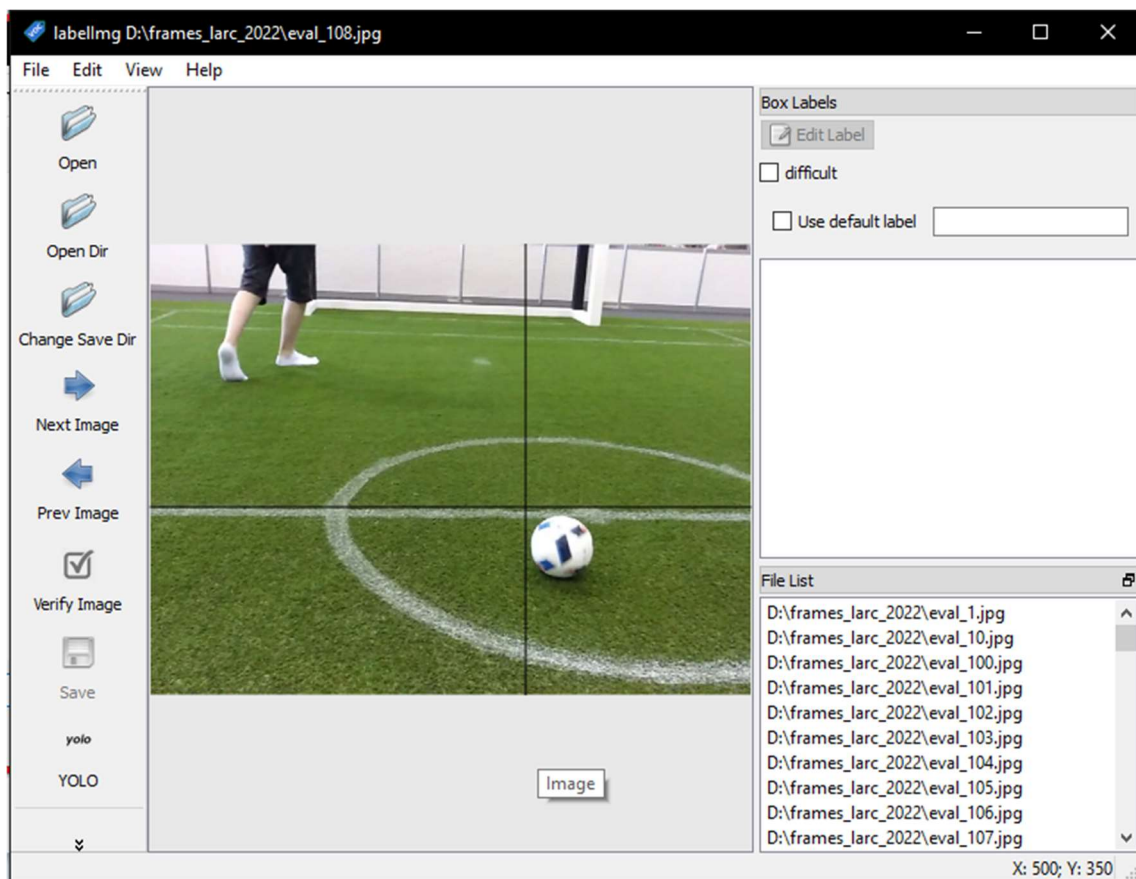 labelImg D:\frames_larc_2022\eval_108.jpg
File Edit View Help
Open
Open Dir
Change Save Dir
Next Image
Prev Image
Verify Image
Save
yolo
YOLO
Image
Box Labels
Edit Label
difficult
Use default label
File List
D:\frames_larc_2022\eval_1.jpg
D:\frames_larc_2022\eval_10.jpg
D:\frames_larc_2022\eval_100.jpg
D:\frames_larc_2022\eval_101.jpg
D:\frames_larc_2022\eval_102.jpg
D:\frames_larc_2022\eval_103.jpg
D:\frames_larc_2022\eval_104.jpg
D:\frames_larc_2022\eval_105.jpg
D:\frames_larc_2022\eval_106.jpg
D:\frames_larc_2022\eval_107.jpg
X: 500; Y: 350